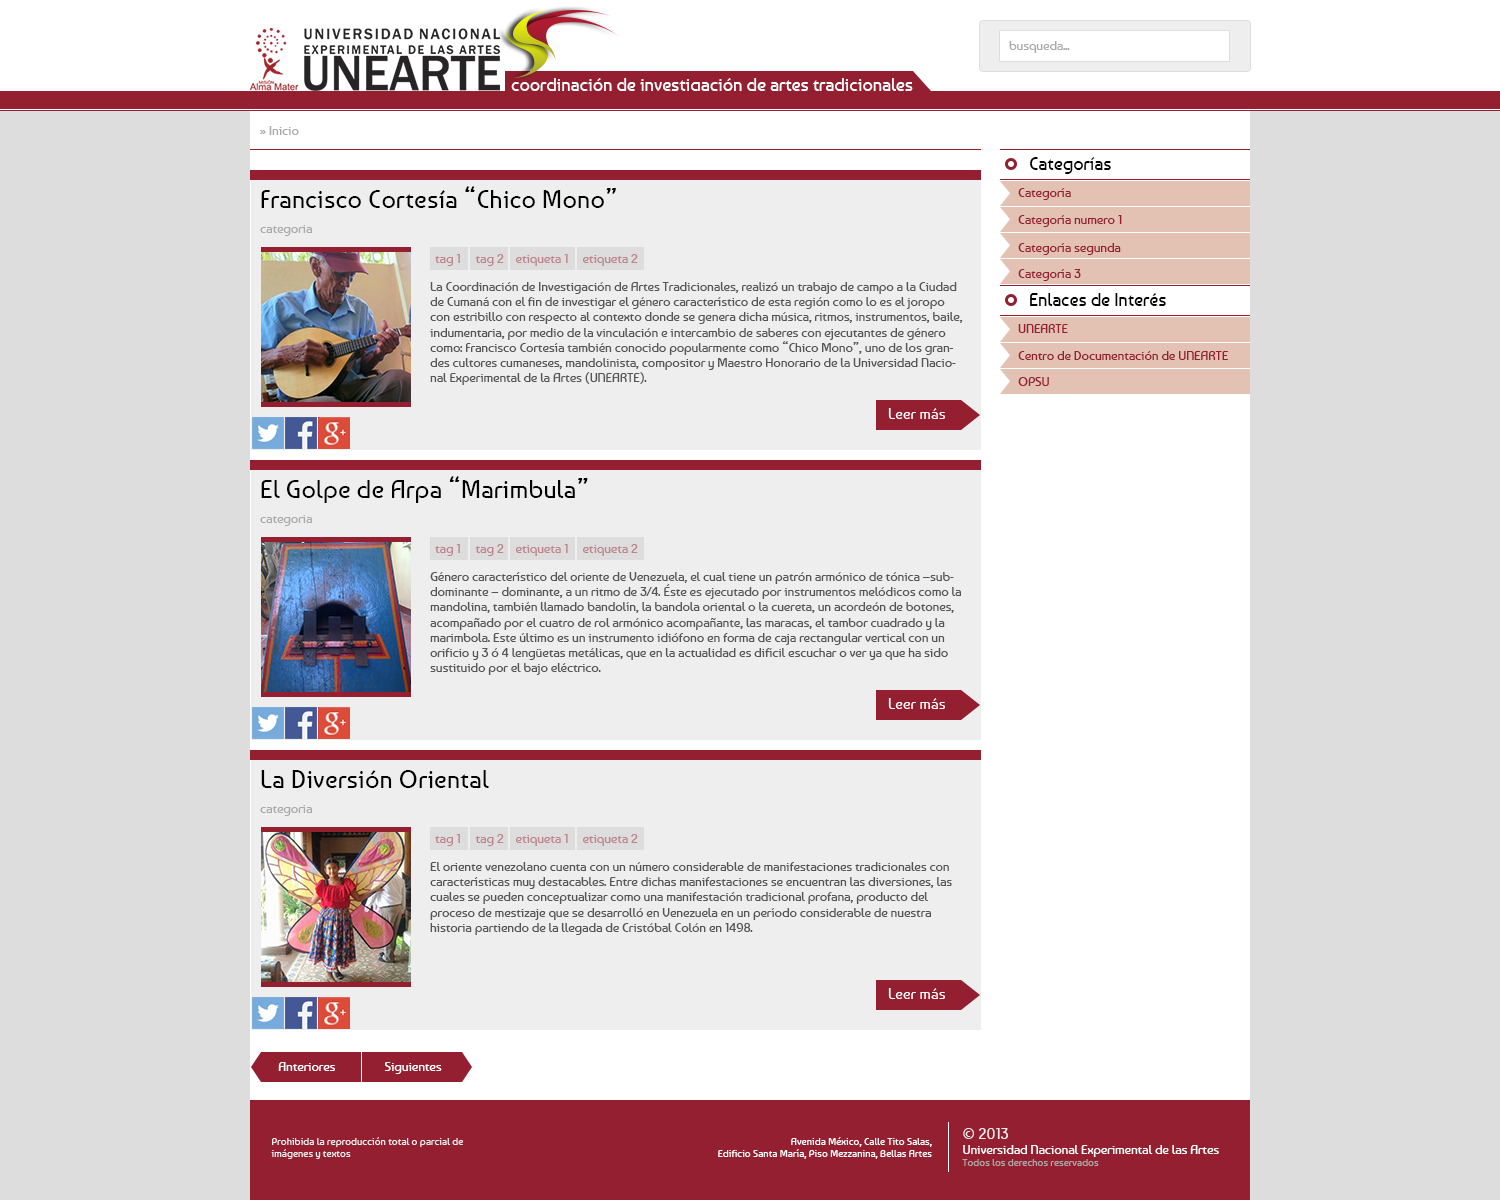 UNIVERSIDAD NACIONAL
EXPERIMENTAL DE LAS ARTES
UNEARTE
MISIÓN
Alma Mater
coordinación de investigación de artes tradicionales
busqueda...
» Inicio
Francisco Cortesía “Chico Mono”
categoria
tag 1 tag 2 etiqueta 1 etiqueta 2
La Coordinación de Investigación de Artes Tradicionales, realizó un trabajo de campo a la Ciudad
de Cumaná con el fin de investigar el género característico de esta región como lo es el joropo
con estribillo con respecto al contexto donde se genera dicha música, ritmos, instrumentos, baile,
indumentaria, por medio de la vinculación e intercambio de saberes con ejecutantes de género
como: Francisco Cortesía también conocido popularmente como “Chico Mono”, uno de los gran-
des cultores cumaneses, mandolinista, compositor y Maestro Honorario de la Universidad Nacio-
nal Experimental de la Artes (UNEARTE).
Leer más
El Golpe de Arpa “Marimbula”
categoria
tag 1 tag 2 etiqueta 1 etiqueta 2
Género característico del oriente de Venezuela, el cual tiene un patrón armónico de tónica –sub-
dominante – dominante, a un ritmo de 3/4. Éste es ejecutado por instrumentos melódicos como la
mandolina, también llamado bandolín, la bandola oriental o la cuereta, un acordeón de botones,
acompañado por el cuatro de rol armónico acompañante, las maracas, el tambor cuadrado y la
marimbola. Este último es un instrumento idiófono en forma de caja rectangular vertical con un
orificio y 3 ó 4 lengüetas metálicas, que en la actualidad es difícil escuchar o ver ya que ha sido
sustituido por el bajo eléctrico.
Leer más
La Diversión Oriental
categoria
tag 1 tag 2 etiqueta 1 etiqueta 2
El oriente venezolano cuenta con un número considerable de manifestaciones tradicionales con
características muy destacables. Entre dichas manifestaciones se encuentran las diversiones, las
cuales se pueden conceptualizar como una manifestación tradicional profana, producto del
proceso de mestizaje que se desarrolló en Venezuela en un período considerable de nuestra
historia partiendo de la llegada de Cristóbal Colón en 1498.
Leer más
Anteriores Siguientes
Categorías
Categoría
Categoría numero 1
Categoría segunda
Categoría 3
Enlaces de Interés
UNEARTE
Centro de Documentación de UNEARTE
OPSU
Prohibida la reproducción total o parcial de
imágenes y textos
Avenida México, Calle Tito Salas,
Edificio Santa María, Piso Mezzanina, Bellas Artes
© 2013
Universidad Nacional Experimental de las Artes
Todos los derechos reservados